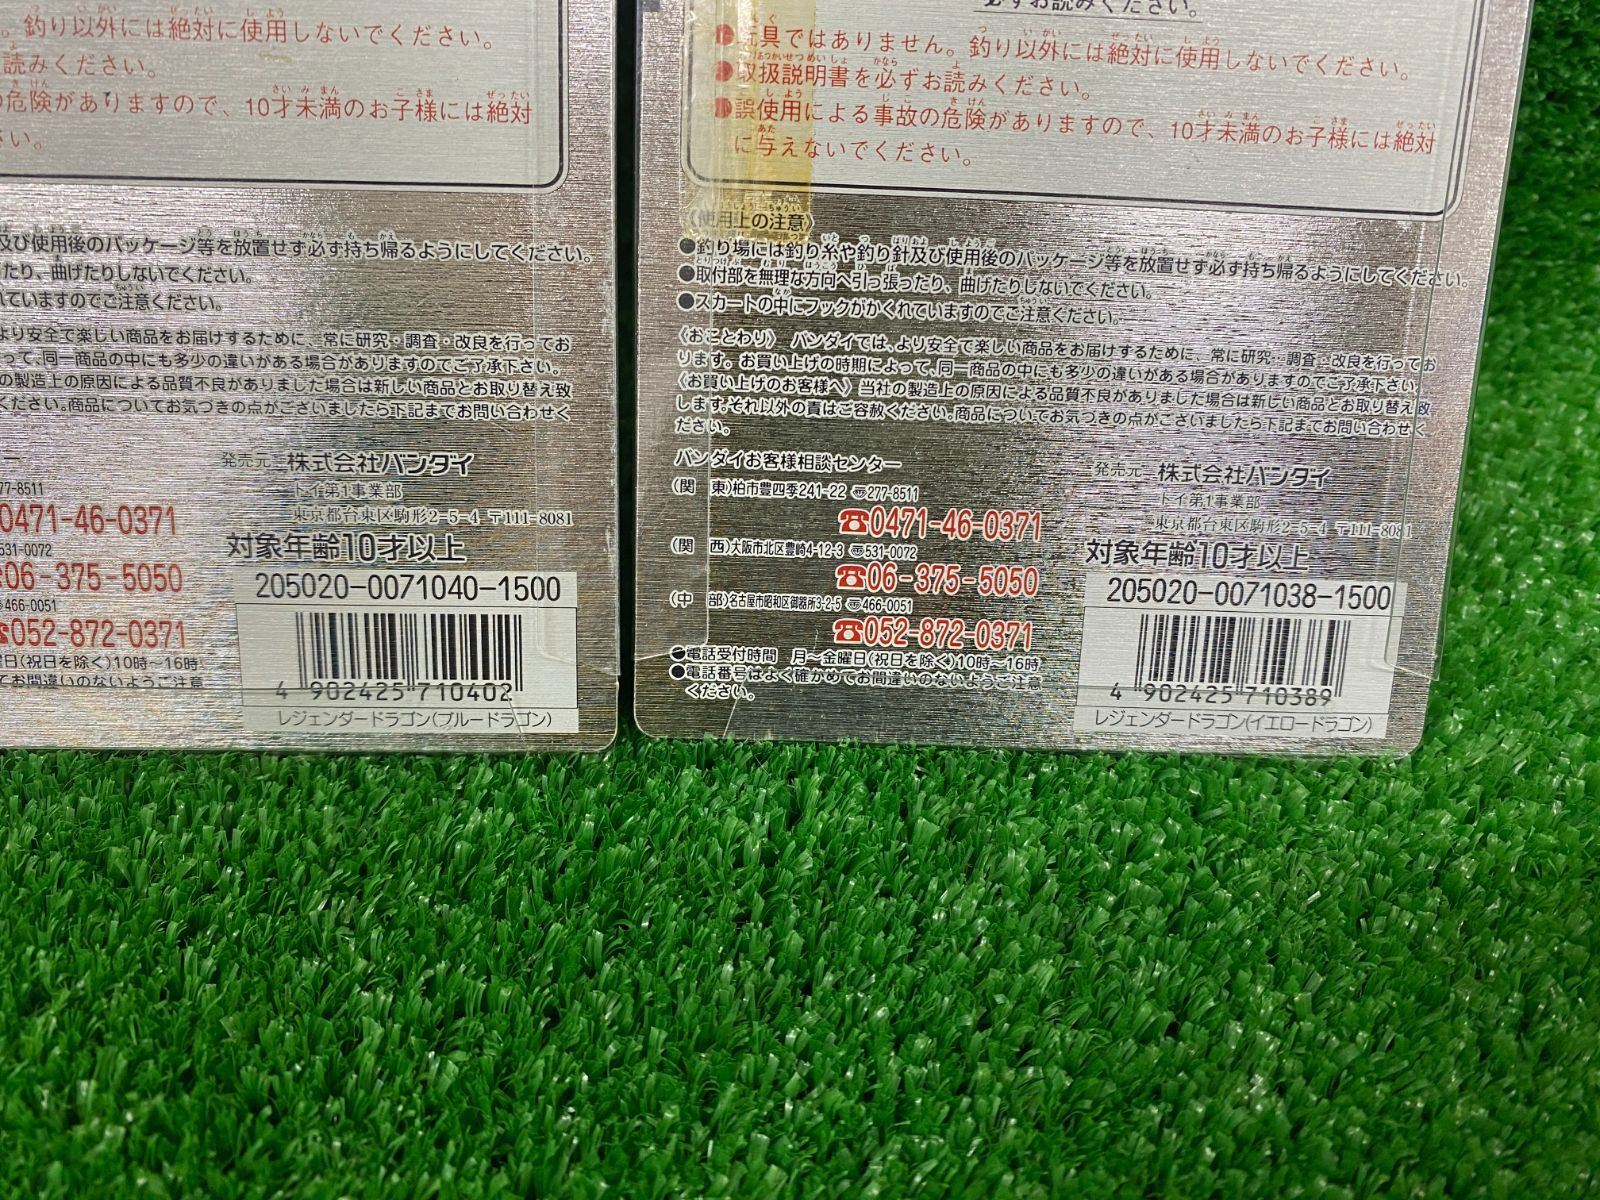 。釣り以外には絶対に使用しないでください。
読みください。
危険がありますので、10才未満のお子様には絶対
さい。
及び使用後のパッケージ等を放置せず必ず持ち帰るようにしてください。
たり、曲げたりしないでください。
れていますのでご注意ください。
より安全で楽しい商品をお届けするために、常に研究・調査・改良を行ってお
って、同一商品の中にも多少の違いがある場合がありますのでご了承下さい。
の製造上の原因による品質不良がありました場合は新しい商品とお取り替え致
ください。商品についてお気づきの点がございましたら下記までお問い合わせく
ー
277-8511
0471-46-0371
531-0072
06-375-5050
466-0051
☎052-872-0371
曜日(祝日を除く)10時〜16時
てお間違いのないようご注意
発売元 株式会社バンダイ
トイ第1事業部
東京都台東区駒形2-5-4 〒111-8081
対象年齢10才以上
205020-0071040-1500
4 902425 710402
レジェンダードラゴン(ブルードラゴン)
必ずお読みください。
●玩具ではありません。釣り以外には絶対に使用しないでください。
●取扱説明書を必ずお読みください。
●誤使用による事故の危険がありますので、10才未満のお子様には絶対
に与えないでください。
《使用上の注意》
●釣り場には釣り糸や釣り針及び使用後のパッケージ等を放置せず必ず持ち帰るようにしてください。
●取付部を無理な方向へ引っ張ったり、曲げたりしないでください。
●スカートの中にフックがかくれていますのでご注意ください。
〈おことわり〉 バンダイでは、より安全で楽しい商品をお届けするために、常に研究・調査・改良を行ってお
ります。お買い上げの時期によって、同一商品の中にも多少の違いがある場合がありますのでご了承下さい。
〈お買い上げのお客様へ〉当社の製造上の原因による品質不良がありました場合は新しい商品とお取り替え致
します。それ以外の責はご容赦ください。商品についてお気づきの点がございましたら下記までお問い合わせく
ださい。
バンダイお客様相談センター
(関 東)柏市豊四季241-22 〒277-8511
☎0471-46-0371
(関 西)大阪市北区豊崎4-12-3 〒531-0072
☎06-375-5050
(中 部)名古屋市昭和区御器所3-2-5 〒466-0051
☎052-872-0371
●電話受付時間 月〜金曜日(祝日を除く)10時〜16時
●電話番号はよく確かめてお間違いのないようご注意
ください。
発売元 株式会社バンダイ
トイ第1事業部
東京都台東区駒形2-5-4 〒111-8081
対象年齢10才以上
205020-0071038-1500
4 902425 710389
レジェンダードラゴン(イエロードラゴン)